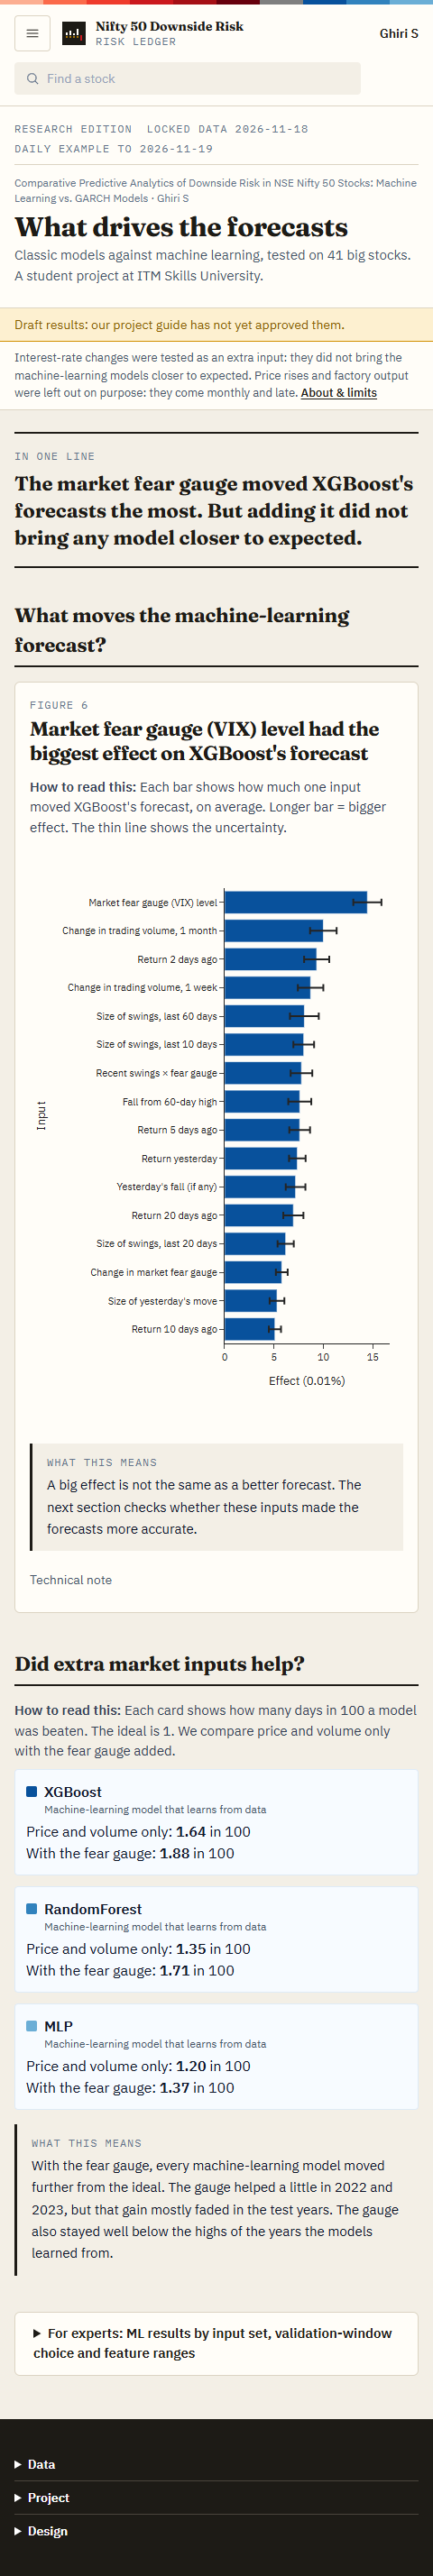 Nifty 50 Downside Risk
RISK LEDGER
Ghiri S
Find a stock
RESEARCH EDITION LOCKED DATA 2026-11-18
DAILY EXAMPLE TO 2026-11-19
Comparative Predictive Analytics of Downside Risk in NSE Nifty 50 Stocks: Machine
Learning vs. GARCH Models · Ghiri S
What drives the forecasts
Classic models against machine learning, tested on 41 big stocks.
A student project at ITM Skills University.
Draft results: our project guide has not yet approved them.
Interest-rate changes were tested as an extra input: they did not bring the
machine-learning models closer to expected. Price rises and factory output
were left out on purpose: they come monthly and late. About & limits
IN ONE LINE
The market fear gauge moved XGBoost's
forecasts the most. But adding it did not
bring any model closer to expected.
What moves the machine-learning
forecast?
FIGURE 6
Market fear gauge (VIX) level had the
biggest effect on XGBoost's forecast
How to read this: Each bar shows how much one input
moved XGBoost's forecast, on average. Longer bar = bigger
effect. The thin line shows the uncertainty.
Market fear gauge (VIX) level
Change in trading volume, 1 month
Return 2 days ago
Change in trading volume, 1 week
Size of swings, last 60 days
Size of swings, last 10 days
Recent swings × fear gauge
Fall from 60-day high
Input
Return 5 days ago
Return yesterday
Yesterday's fall (if any)
Return 20 days ago
Size of swings, last 20 days
Change in market fear gauge
Size of yesterday's move
Return 10 days ago
0 5 10 15
Effect (0.01%)
WHAT THIS MEANS
A big effect is not the same as a better forecast. The
next section checks whether these inputs made the
forecasts more accurate.
Technical note
Did extra market inputs help?
How to read this: Each card shows how many days in 100 a model
was beaten. The ideal is 1. We compare price and volume only
with the fear gauge added.
XGBoost
Machine-learning model that learns from data
Price and volume only: 1.64 in 100
With the fear gauge: 1.88 in 100
RandomForest
Machine-learning model that learns from data
Price and volume only: 1.35 in 100
With the fear gauge: 1.71 in 100
MLP
Machine-learning model that learns from data
Price and volume only: 1.20 in 100
With the fear gauge: 1.37 in 100
WHAT THIS MEANS
With the fear gauge, every machine-learning model moved
further from the ideal. The gauge helped a little in 2022 and
2023, but that gain mostly faded in the test years. The gauge
also stayed well below the highs of the years the models
learned from.
For experts: ML results by input set, validation-window
choice and feature ranges
Data
Project
Design